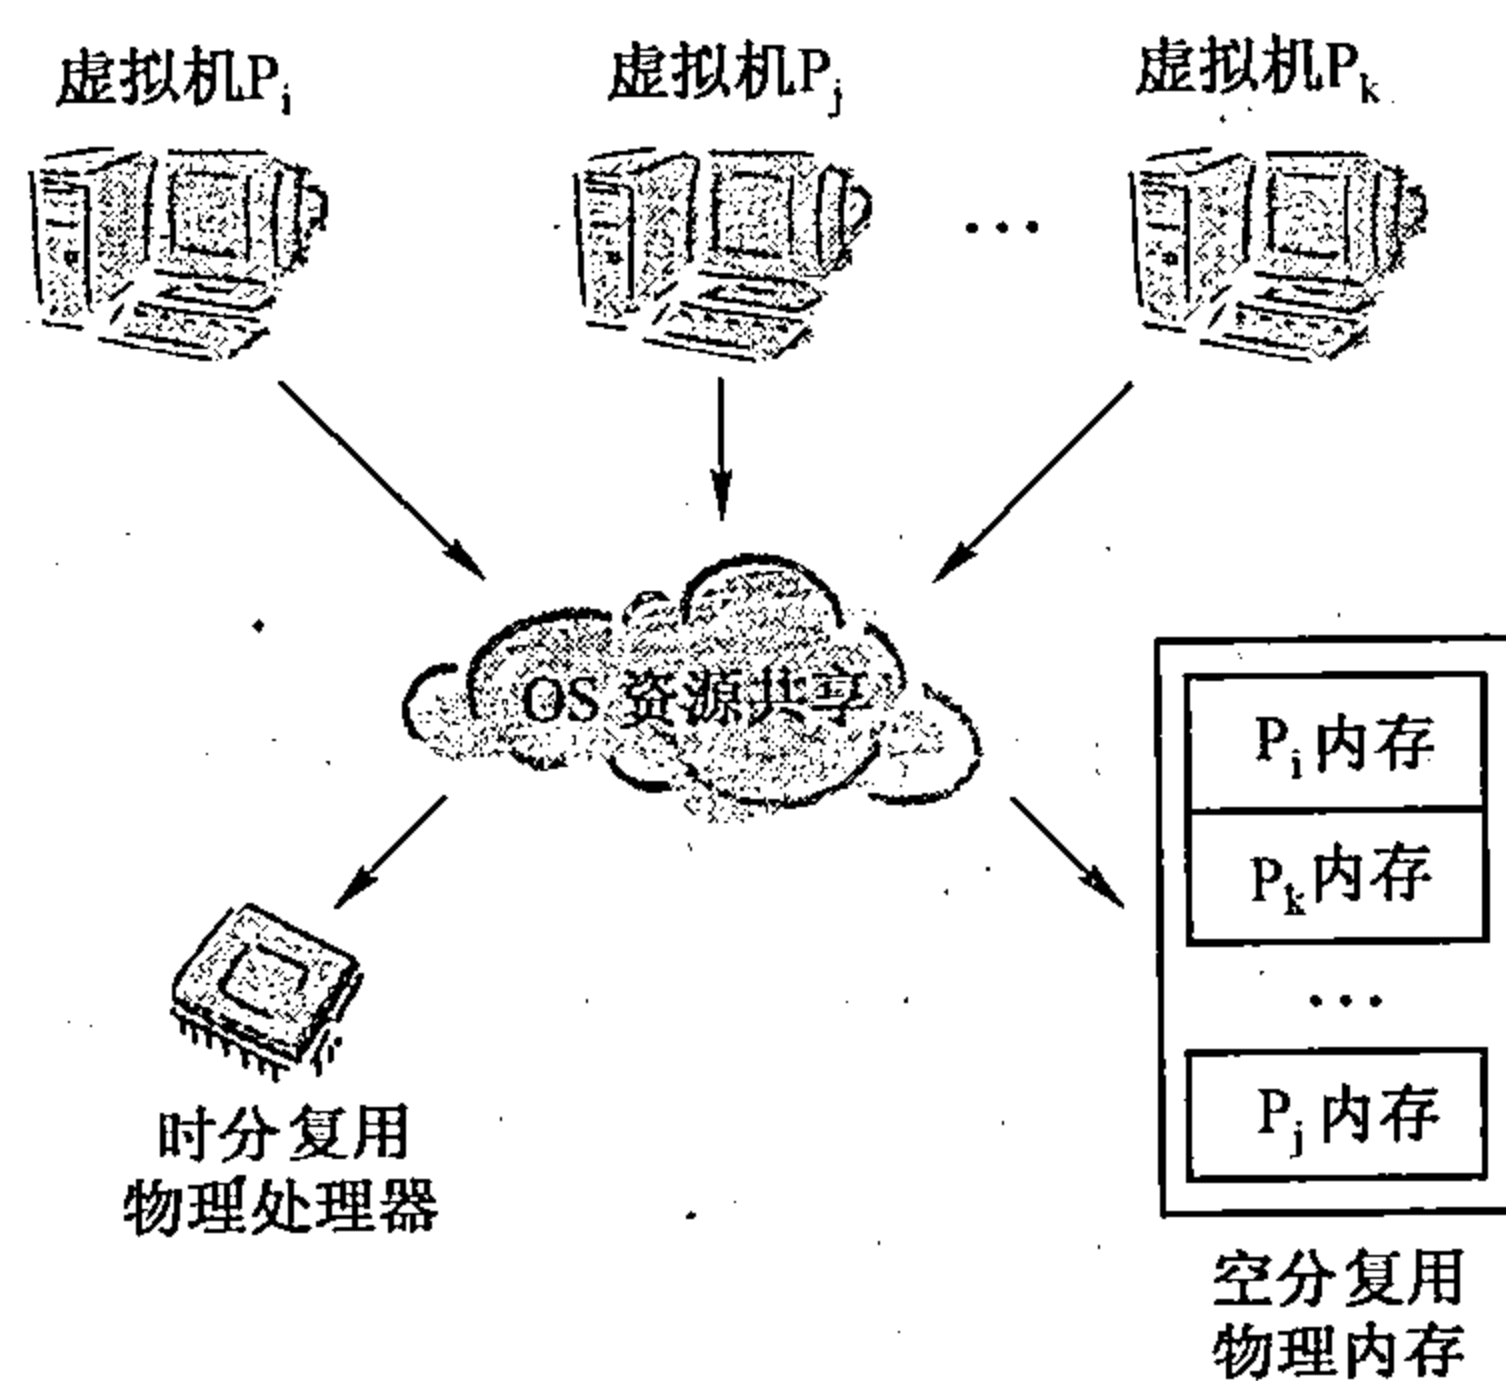 虚拟机Pi
虚拟机Pj
虚拟机Pk
...
OS 资源共享
Pi 内存
Pk 内存
...
Pj 内存
时分复用
物理处理器
空分复用
物理内存